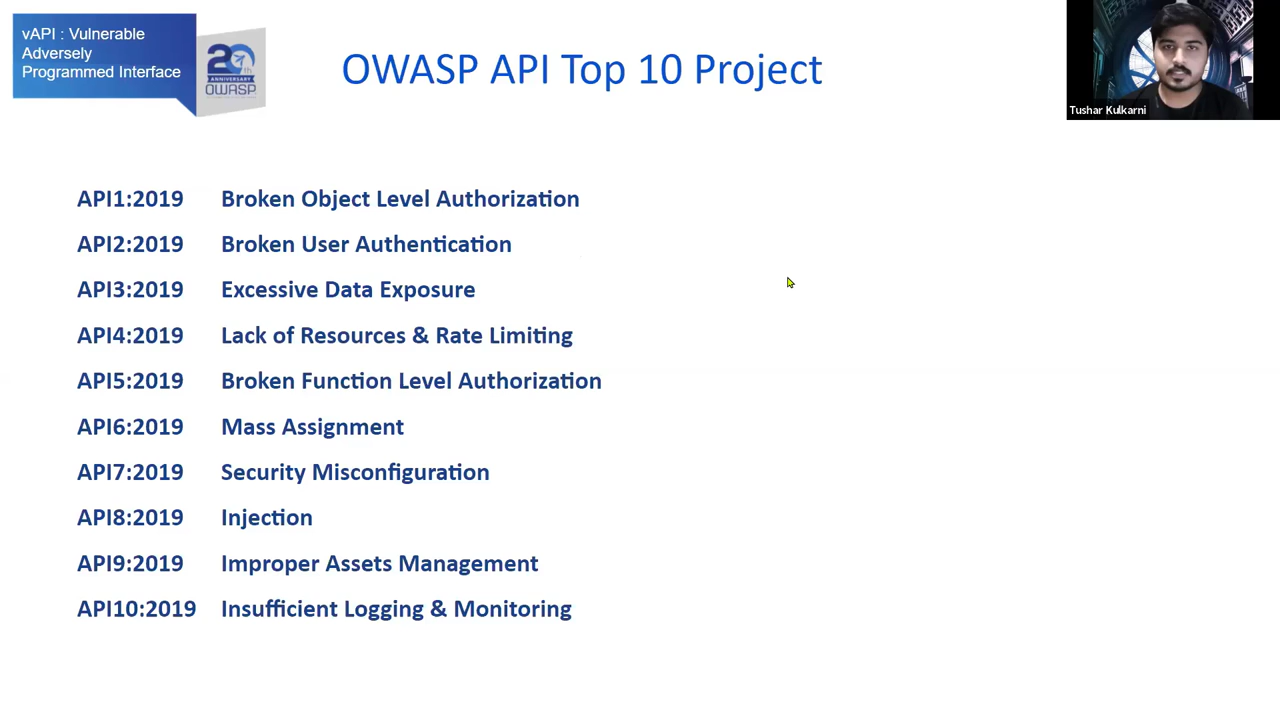 vAPI : Vulnerable
Adversely
Programmed Interface
20th
ANNIVERSARY
OWASP
OWASP API Top 10 Project
Tushar Kulkarni
API1:2019 Broken Object Level Authorization
API2:2019 Broken User Authentication
API3:2019 Excessive Data Exposure
API4:2019 Lack of Resources & Rate Limiting
API5:2019 Broken Function Level Authorization
API6:2019 Mass Assignment
API7:2019 Security Misconfiguration
API8:2019 Injection
API9:2019 Improper Assets Management
API10:2019 Insufficient Logging & Monitoring